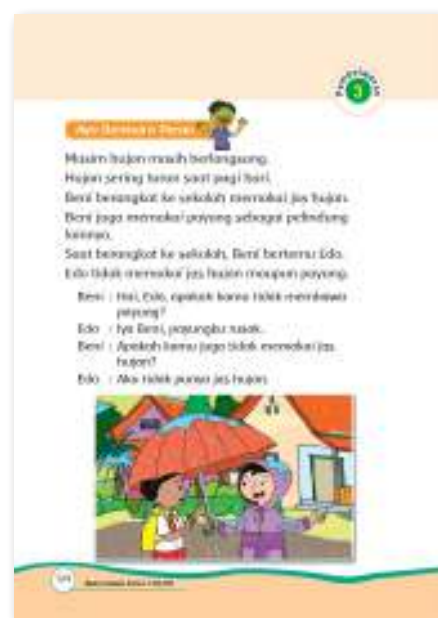 Pembelajaran
3
Ayo Bermain Peran
Musim hujan masih berlangsung.
Hujan sering turun saat pagi hari.
Beni berangkat ke sekolah memakai jas hujan.
Beni juga memakai payung sebagai pelindung
lainnya.
Saat berangkat ke sekolah, Beni bertemu Edo.
Edo tidak memakai jas hujan maupun payung.
Beni : Hai, Edo, apakah kamu tidak membawa
payung?
Edo : Iya Beni, payungku rusak.
Beni : Apakah kamu juga tidak memakai jas
hujan?
Edo : Aku tidak punya jas hujan.